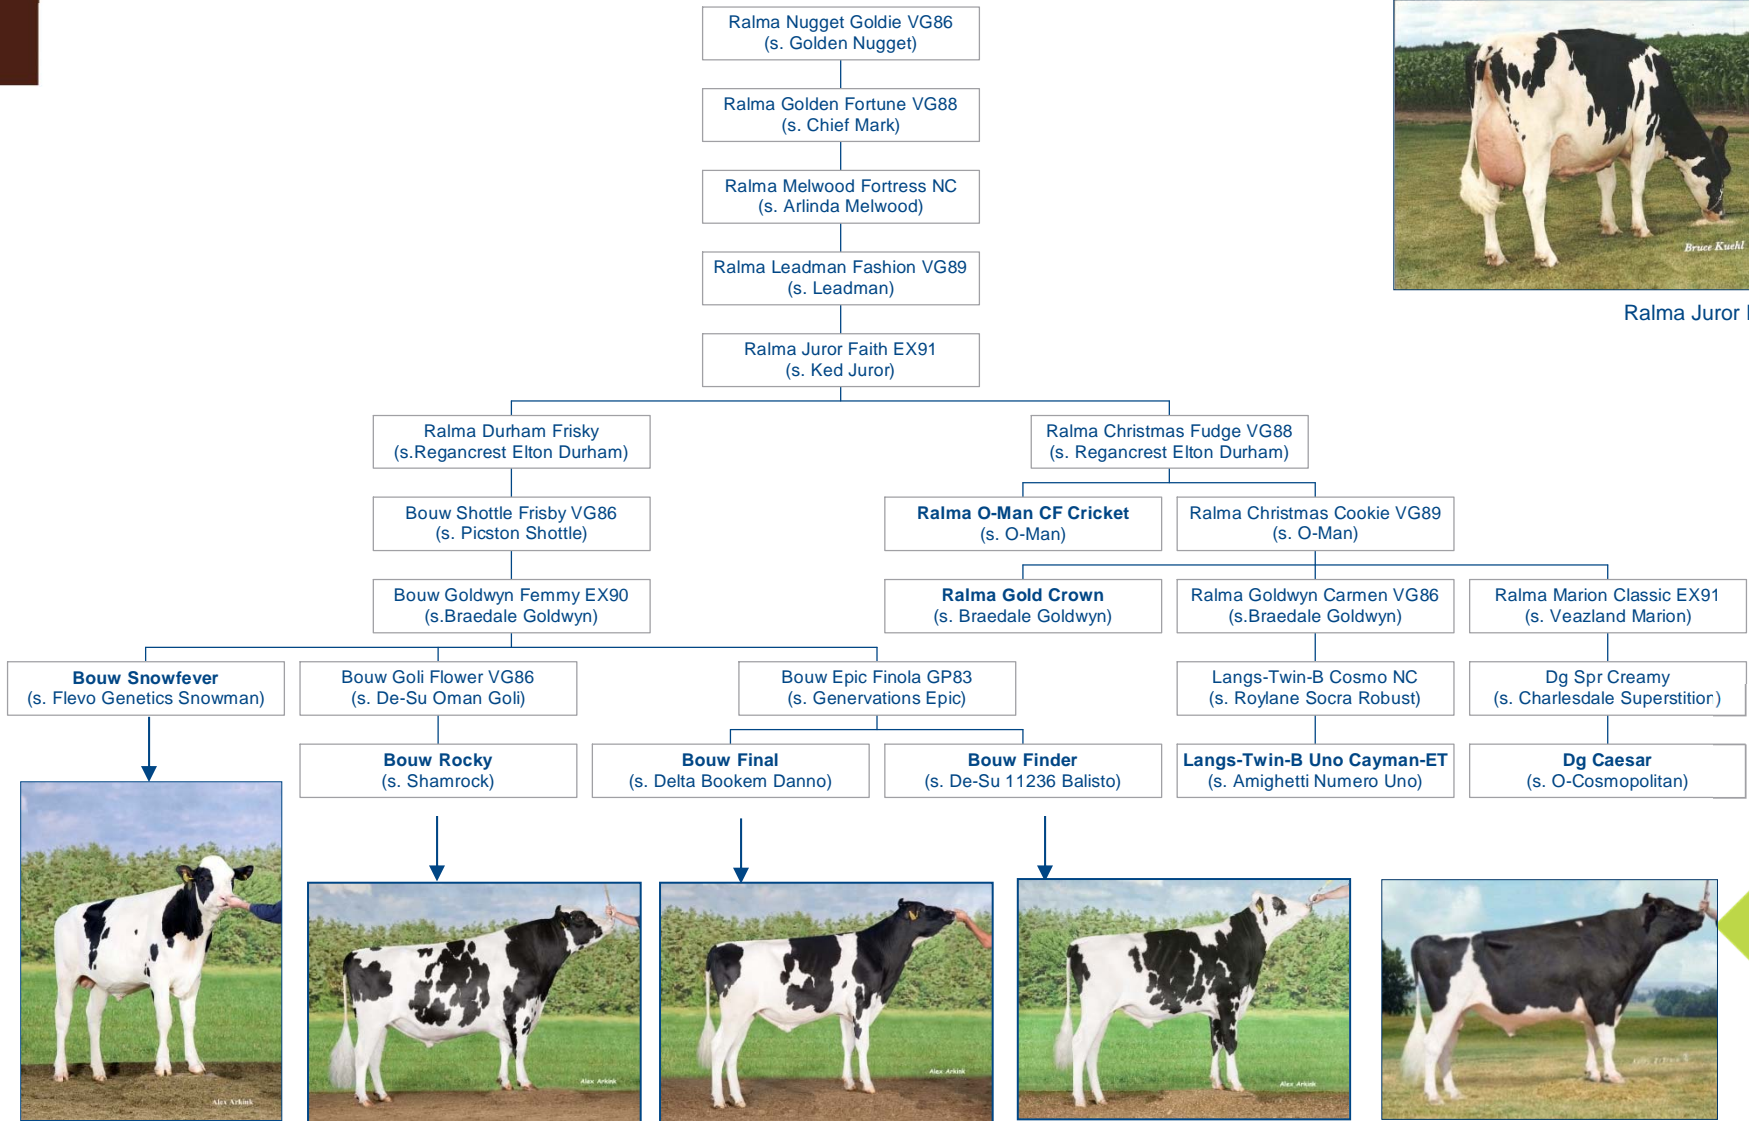 Ralma Nugget Goldie VG86
(s. Golden Nugget)
Ralma Golden Fortune VG88
(s. Chief Mark)
Ralma Melwood Fortress NC
(s. Arlinda Melwood)
Bruce Kuehl
Ralma Leadman Fashion VG89
(s. Leadman)
Ralma Juror
Ralma Juror Faith EX91
(s. Ked Juror)
Ralma Durham Frisky
(s.Regancrest Elton Durham)
Ralma Christmas Fudge VG88
(s. Regancrest Elton Durham)
Bouw Shottle Frisby VG86
(s. Picston Shottle)
Ralma O-Man CF Cricket
(s. O-Man)
Ralma Christmas Cookie VG89
(s. O-Man)
Bouw Goldwyn Femmy EX90
(s.Braedale Goldwyn)
Ralma Gold Crown
(s. Braedale Goldwyn)
Ralma Goldwyn Carmen VG86
(s.Braedale Goldwyn)
Ralma Marion Classic EX91
(s. Veazland Marion)
Bouw Snowfever
(s. Flevo Genetics Snowman)
Bouw Goli Flower VG86
(s. De-Su Oman Goli)
Bouw Epic Finola GP83
(s. Genervations Epic)
Langs-Twin-B Cosmo NC
(s. Roylane Socra Robust)
Dg Spr Creamy
(s. Charlesdale Superstition)
Bouw Rocky
(s. Shamrock)
Bouw Final
(s. Delta Bookem Danno)
Bouw Finder
(s. De-Su 11236 Balisto)
Langs-Twin-B Uno Cayman-ET
(s. Amighetti Numero Uno)
Dg Caesar
(s. O-Cosmopolitan)
Alex Arkink
Alex Arkink
Alex Arkink
Alex Arkink